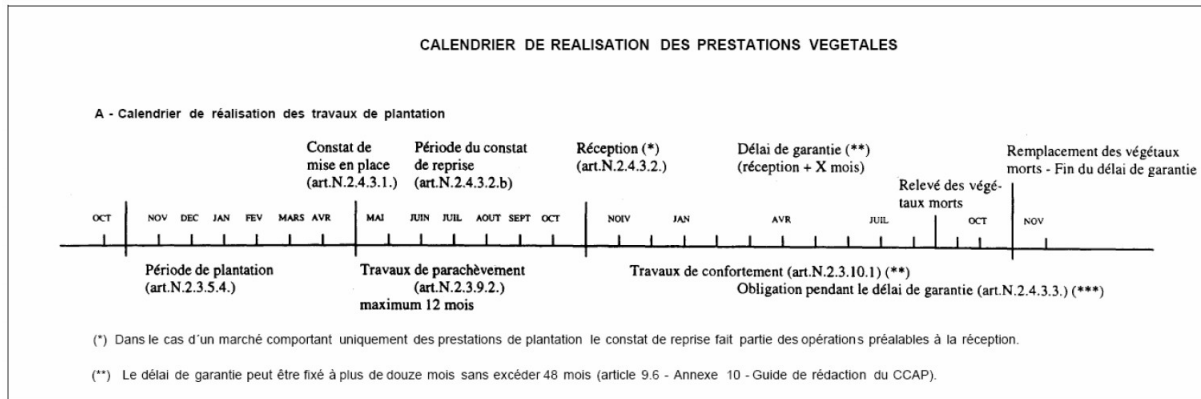 CALENDRIER DE REALISATION DES PRESTATIONS VEGETALES
A - Calendrier de réalisation des travaux de plantation
Constat de
mise en place
(art.N.2.4.3.1.)
Période du constat
de reprise
(art.N.2.4.3.2.b)
Réception (*)
(art.N.2.4.3.2.)
Délai de garantie (**)
(réception + X mois)
Relevé des végé-
taux morts
Remplacement des végétaux
morts - Fin du délai de garantie
OCT NOV DEC JAN FEV MARS AVR MAI JUIN JUIL AOUT SEPT OCT NOIV JAN AVR JUIL OCT NOV
Période de plantation
(art.N.2.3.5.4.)
Travaux de parachèvement
(art.N.2.3.9.2.)
maximum 12 mois
Travaux de confortement (art.N.2.3.10.1) (**)
Obligation pendant le délai de garantie (art.N.2.4.3.3.) (***)
(*) Dans le cas d´un marché comportant uniquement des prestations de plantation le constat de reprise fait partie des opérations préalables à la réception.
(**) Le délai de garantie peut être fixé à plus de douze mois sans excéder 48 mois (article 9.6 - Annexe 10 - Guide de rédaction du CCAP).